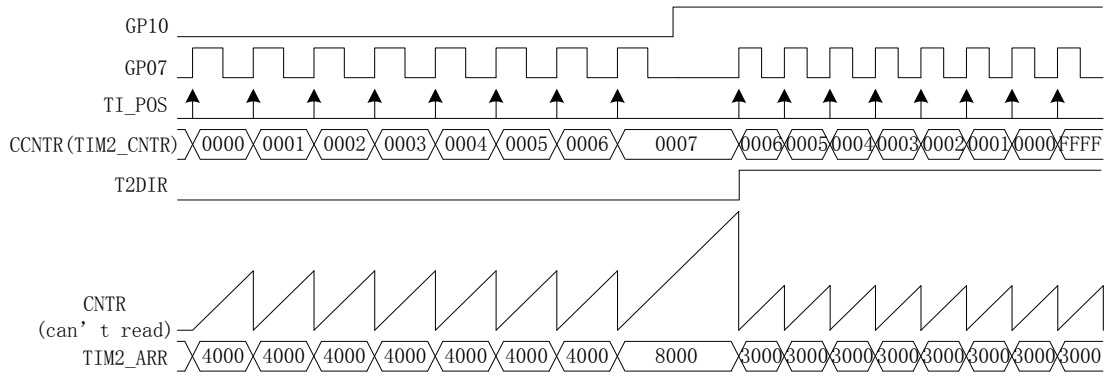 GP10
GP07
TI_POS
CCNTR(TIM2_CNTR) 0000 0001 0002 0003 0004 0005 0006 0007 0006 0005 0004 0003 0002 0001 0000 FFFF
T2DIR
CNTR
(can't read)
TIM2_ARR 4000 4000 4000 4000 4000 4000 4000 8000 3000 3000 3000 3000 3000 3000 3000 3000